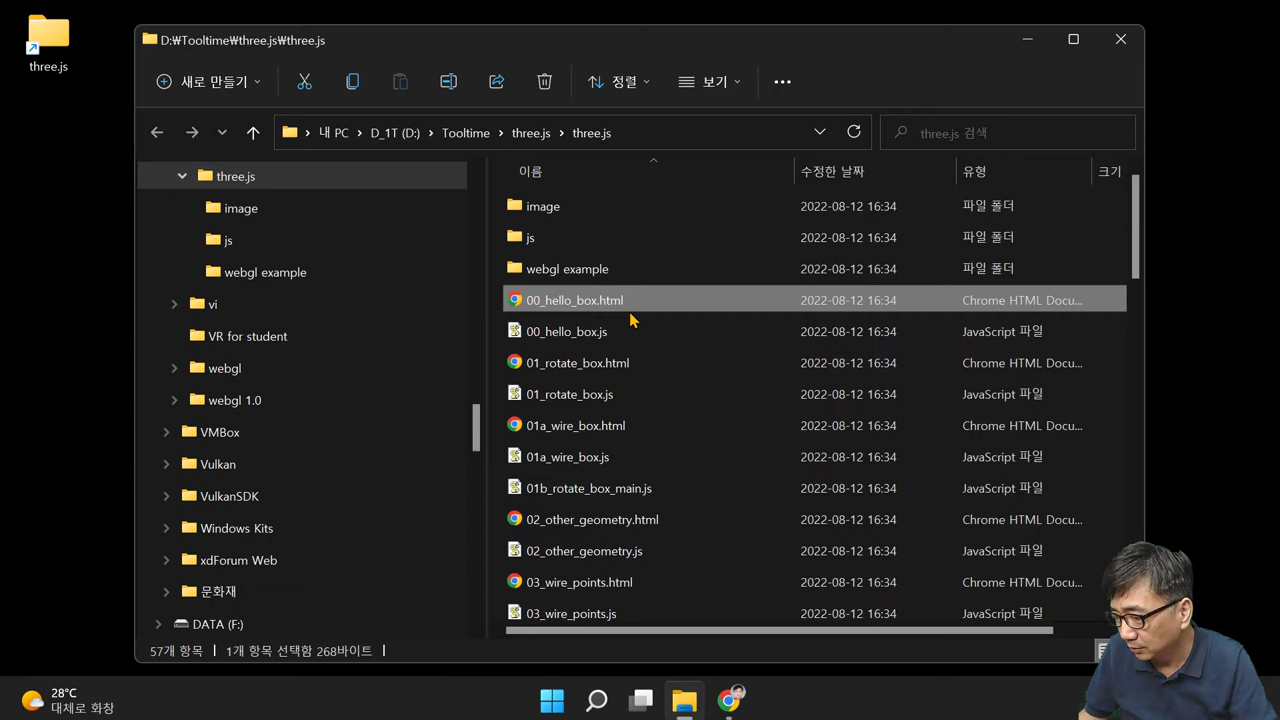 three.js
D:₩Tooltime₩three.js₩three.js
새로 만들기
정렬
보기
내 PC > D_1T (D:) > Tooltime > three.js > three.js
three.js 검색
이름 수정한 날짜 유형 크기
three.js
image
js
webgl example
vi
VR for student
webgl
webgl 1.0
VMBox
Vulkan
VulkanSDK
Windows Kits
xdForum Web
문화재
DATA (F:)
image 2022-08-12 16:34 파일 폴더
js 2022-08-12 16:34 파일 폴더
webgl example 2022-08-12 16:34 파일 폴더
00_hello_box.html 2022-08-12 16:34 Chrome HTML Docu...
00_hello_box.js 2022-08-12 16:34 JavaScript 파일
01_rotate_box.html 2022-08-12 16:34 Chrome HTML Docu...
01_rotate_box.js 2022-08-12 16:34 JavaScript 파일
01a_wire_box.html 2022-08-12 16:34 Chrome HTML Docu...
01a_wire_box.js 2022-08-12 16:34 JavaScript 파일
01b_rotate_box_main.js 2022-08-12 16:34 JavaScript 파일
02_other_geometry.html 2022-08-12 16:34 Chrome HTML Docu...
02_other_geometry.js 2022-08-12 16:34 JavaScript 파일
03_wire_points.html 2022-08-12 16:34 Chrome HTML Docu...
03_wire_points.js 2022-08-12 16:34 JavaScript 파일
57개 항목 1개 항목 선택함 268바이트
28°C
대체로 화창